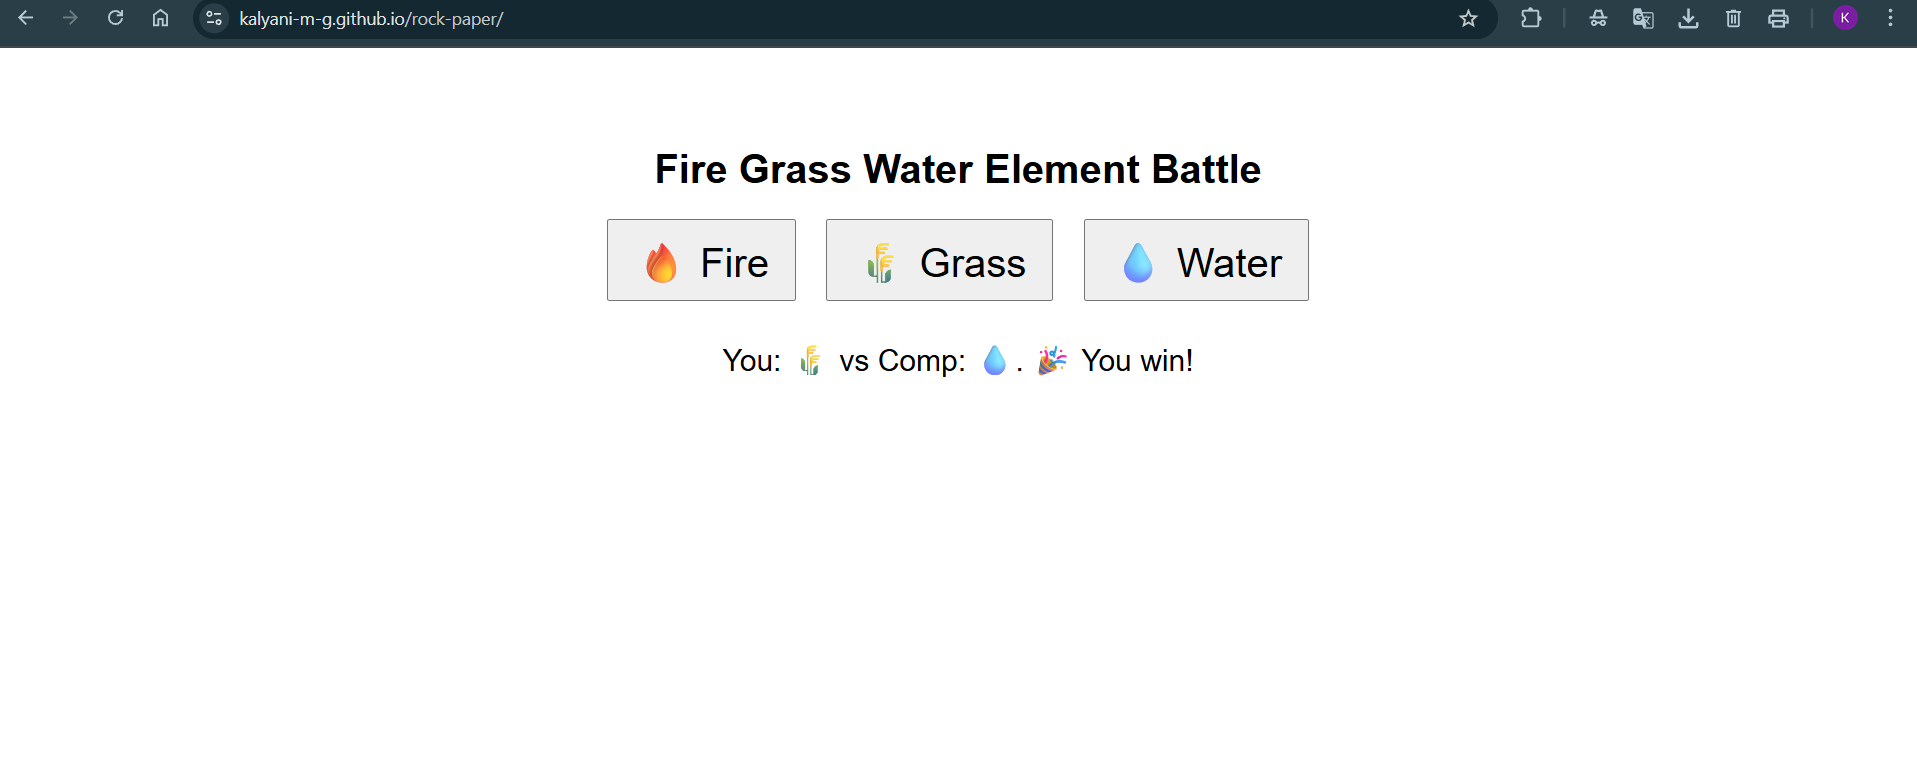 kalyani-m-g.github.io/rock-paper/
K
Fire Grass Water Element Battle
🔥 Fire
🌾 Grass
💧 Water
You: 🌾 vs Comp: 💧. 🎉 You win!